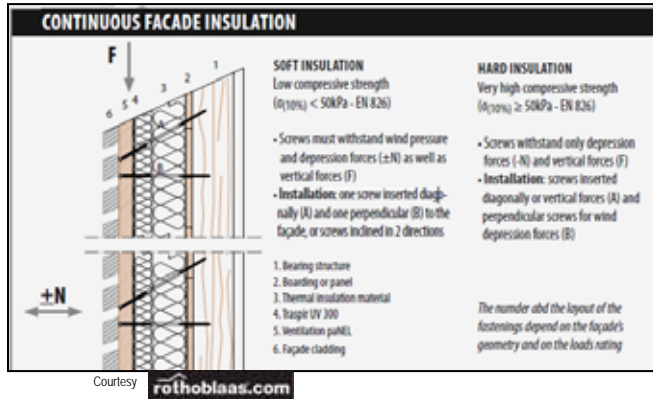 CONTINUOUS FACADE INSULATION
F
1
2
3
4
5
6
A
B
±N
SOFT INSULATION
Low compressive strength
(σ(10%) < 50kPa - EN 826)
• Screws must withstand wind pressure
and depression forces (±N) as well as
vertical forces (F)
• Installation: one screw inserted diago-
nally (A) and one perpendicular (B) to the
façade, or screws inclined in 2 directions
1. Bearing structure
2. Boarding or panel
3. Thermal insulation material
4. Traspir UV 300
5. Ventilation paNEL
6. Façade cladding
HARD INSULATION
Very high compressive strength
(σ(10%) ≥ 50kPa - EN 826)
• Screws withstand only depression
forces (-N) and vertical forces (F)
• Installation: screws inserted
diagonally or vertical forces (A) and
perpendicular screws for wind
depression forces (B)
The numder abd the layout of the
fastenings depend on the façade's
geometry and on the loads rating
Courtesy rothoblaas.com